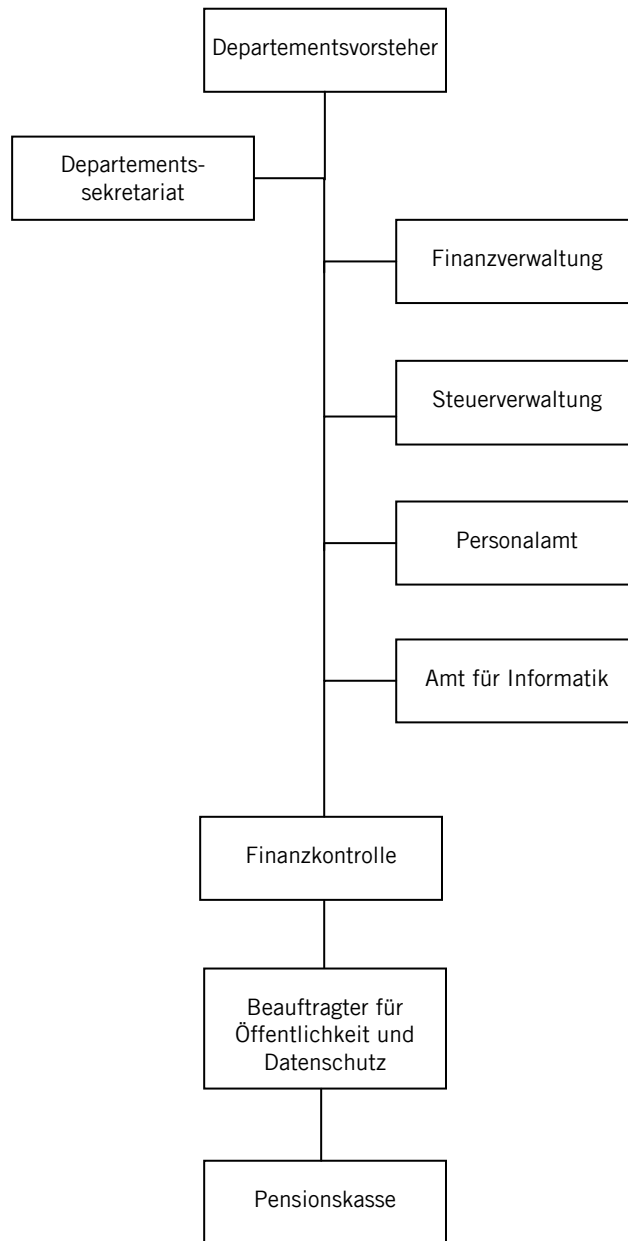 Departementsvorsteher
Departements-
sekretariat
Finanzverwaltung
Steuerverwaltung
Personalamt
Amt für Informatik
Finanzkontrolle
Beauftragter für
Öffentlichkeit und
Datenschutz
Pensionskasse